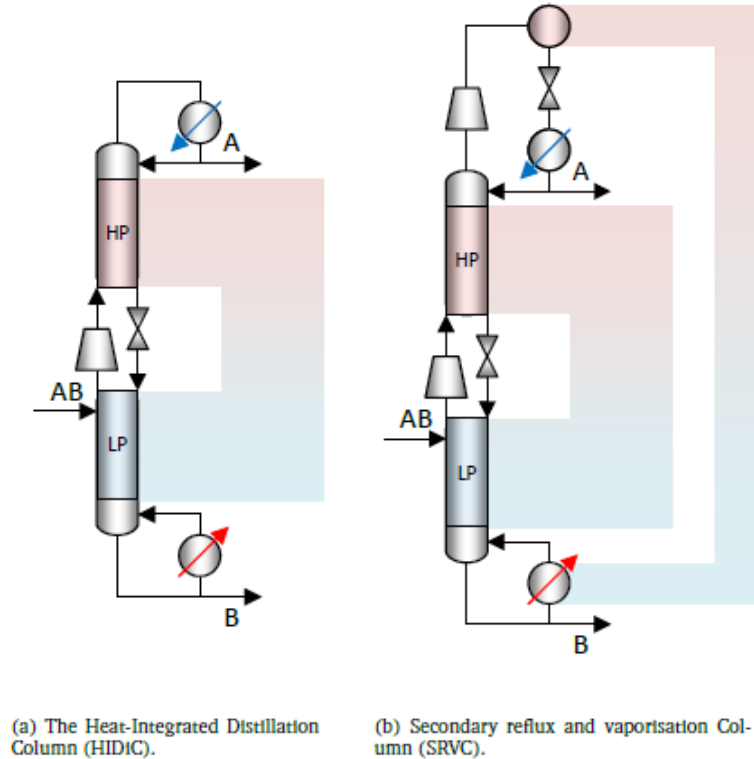 A
HP
AB
LP
B
A
HP
AB
LP
B
(a) The Heat-Integrated Distillation
Column (HIDiC).
(b) Secondary reflux and vaporisation Col-
umn (SRVC).